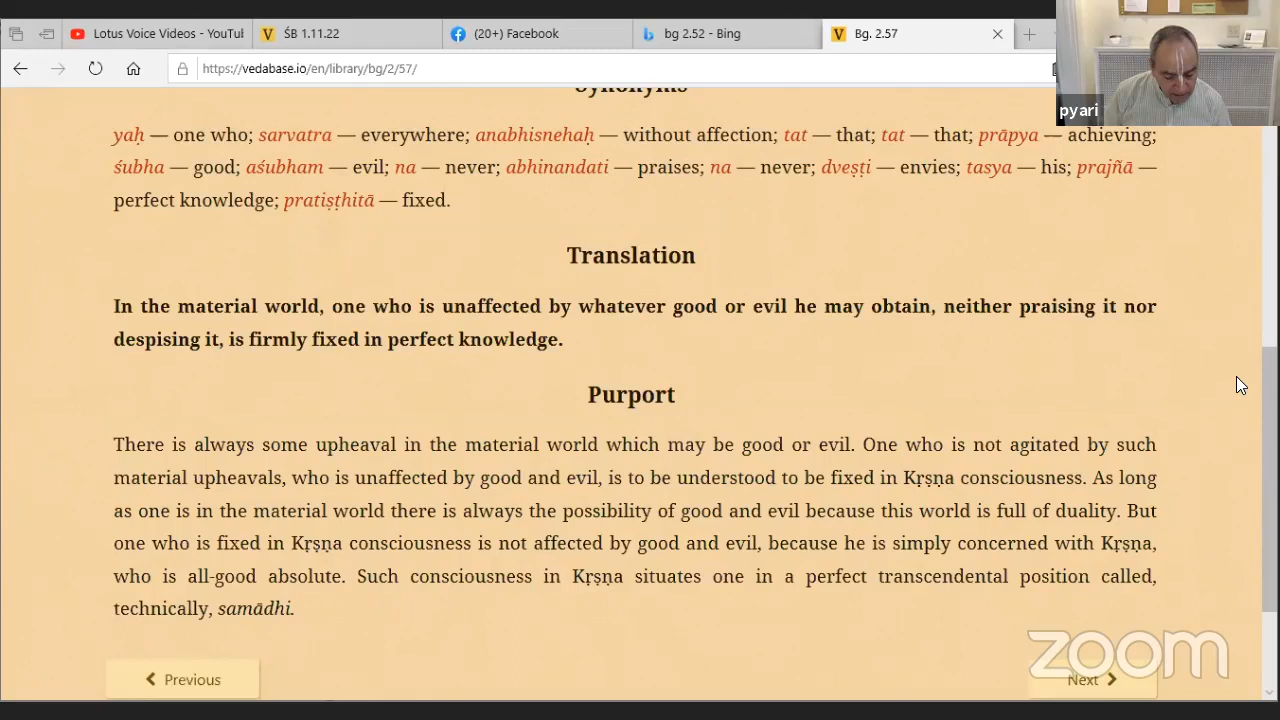 Lotus Voice Videos - YouTul
ŚB 1.11.22
(20+) Facebook
bg 2.52 - Bing
Bg. 2.57
https://vedabase.io/en/library/bg/2/57/
pyari
Synonyms
yaḥ — one who; sarvatra — everywhere; anabhisnehaḥ — without affection; tat — that; tat — that; prāpya — achieving;
śubha — good; aśubham — evil; na — never; abhinandati — praises; na — never; dveṣṭi — envies; tasya — his; prajñā —
perfect knowledge; pratiṣṭhitā — fixed.
Translation
In the material world, one who is unaffected by whatever good or evil he may obtain, neither praising it nor
despising it, is firmly fixed in perfect knowledge.
Purport
There is always some upheaval in the material world which may be good or evil. One who is not agitated by such
material upheavals, who is unaffected by good and evil, is to be understood to be fixed in Kṛṣṇa consciousness. As long
as one is in the material world there is always the possibility of good and evil because this world is full of duality. But
one who is fixed in Kṛṣṇa consciousness is not affected by good and evil, because he is simply concerned with Kṛṣṇa,
who is all-good absolute. Such consciousness in Kṛṣṇa situates one in a perfect transcendental position called,
technically, samādhi.
Previous
Next
zoom